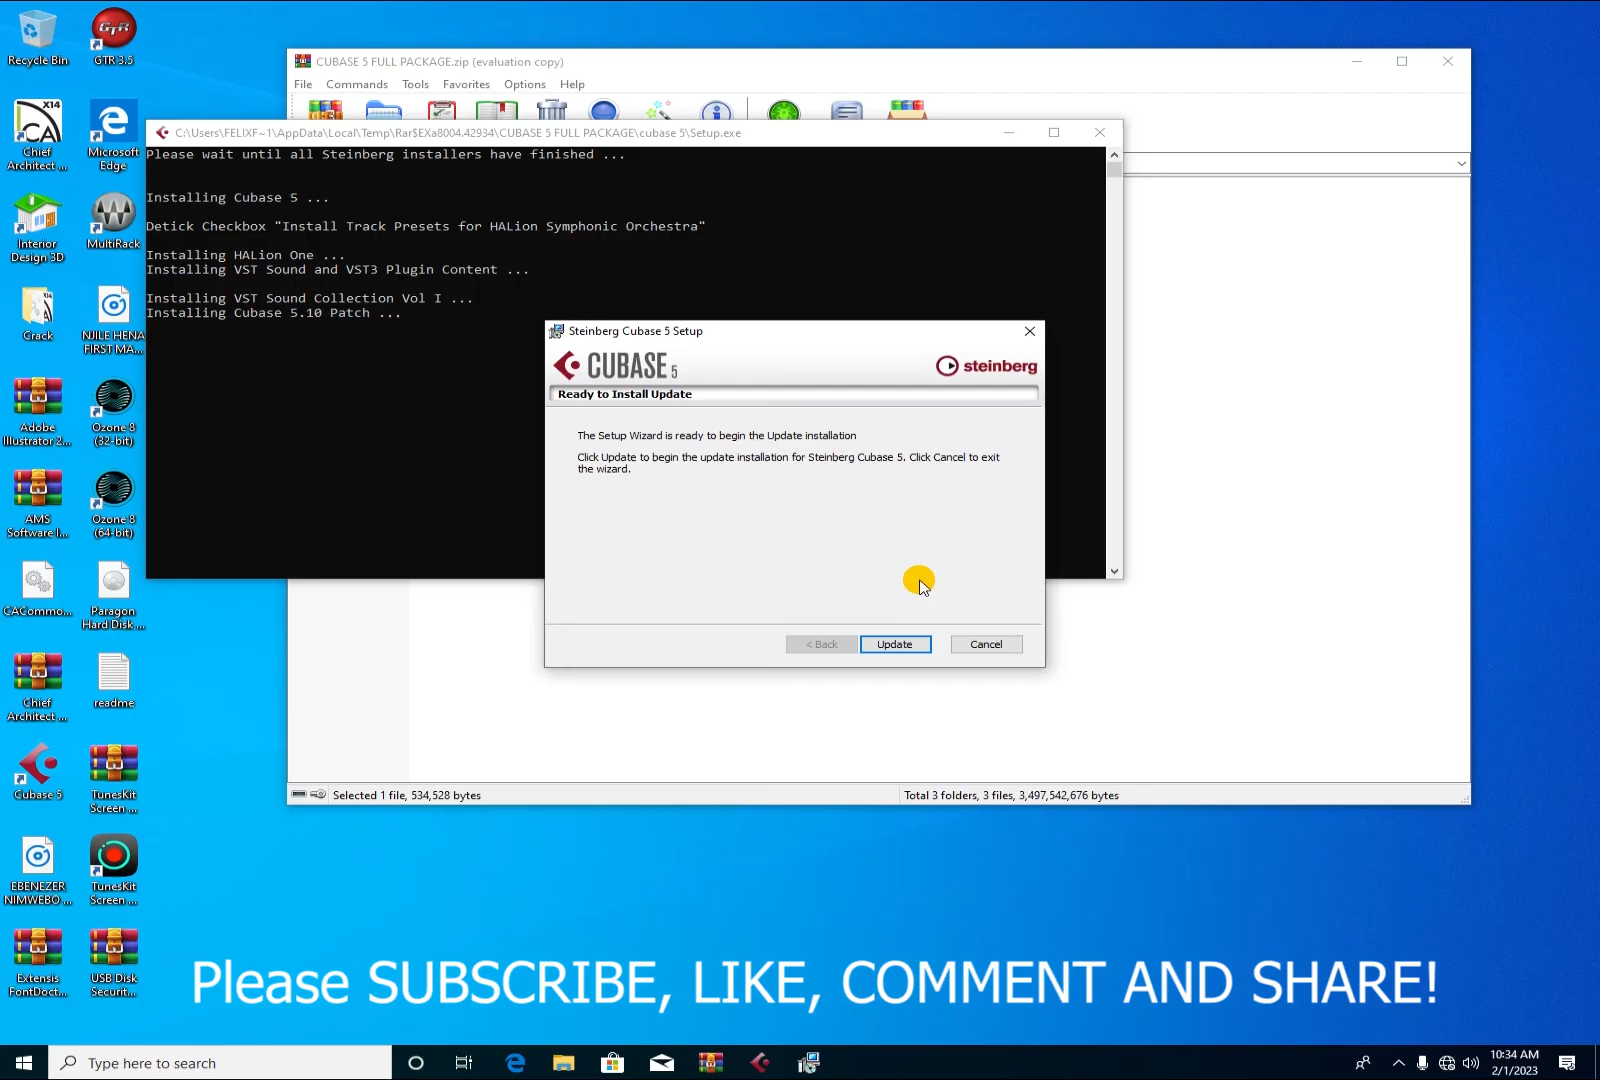 Recycle Bin
GTR 3.5
Chief
Architect ...
Microsoft
Edge
Interior
Design 3D
MultiRack
Crack
NJILE HENA
FIRST MA...
Adobe
Illustrator 2...
Ozone 8
(32-bit)
AMS
Software I...
Ozone 8
(64-bit)
CACommo...
Paragon
Hard Disk ...
Chief
Architect ...
readme
Cubase 5
TunesKit
Screen ...
EBENEZER
NIMWEBO ...
TunesKit
Screen ...
Extensis
FontDoct...
USB Disk
Securit...
CUBASE 5 FULL PACKAGE.zip (evaluation copy)
File Commands Tools Favorites Options Help
C:\Users\FELIXF~1\AppData\Local\Temp\Rar$EXa8004.42934\CUBASE 5 FULL PACKAGE\cubase 5\Setup.exe
Please wait until all Steinberg installers have finished ...
Installing Cubase 5 ...
Detick Checkbox "Install Track Presets for HALion Symphonic Orchestra"
Installing HALion One ...
Installing VST Sound and VST3 Plugin Content ...
Installing VST Sound Collection Vol I ...
Installing Cubase 5.10 Patch ...
Steinberg Cubase 5 Setup
CUBASE 5
steinberg
Ready to Install Update
The Setup Wizard is ready to begin the Update installation
Click Update to begin the update installation for Steinberg Cubase 5. Click Cancel to exit
the wizard.
< Back Update Cancel
Selected 1 file, 534,528 bytes
Total 3 folders, 3 files, 3,497,542,676 bytes
Please SUBSCRIBE, LIKE, COMMENT AND SHARE!
Type here to search
10:34 AM
2/1/2023